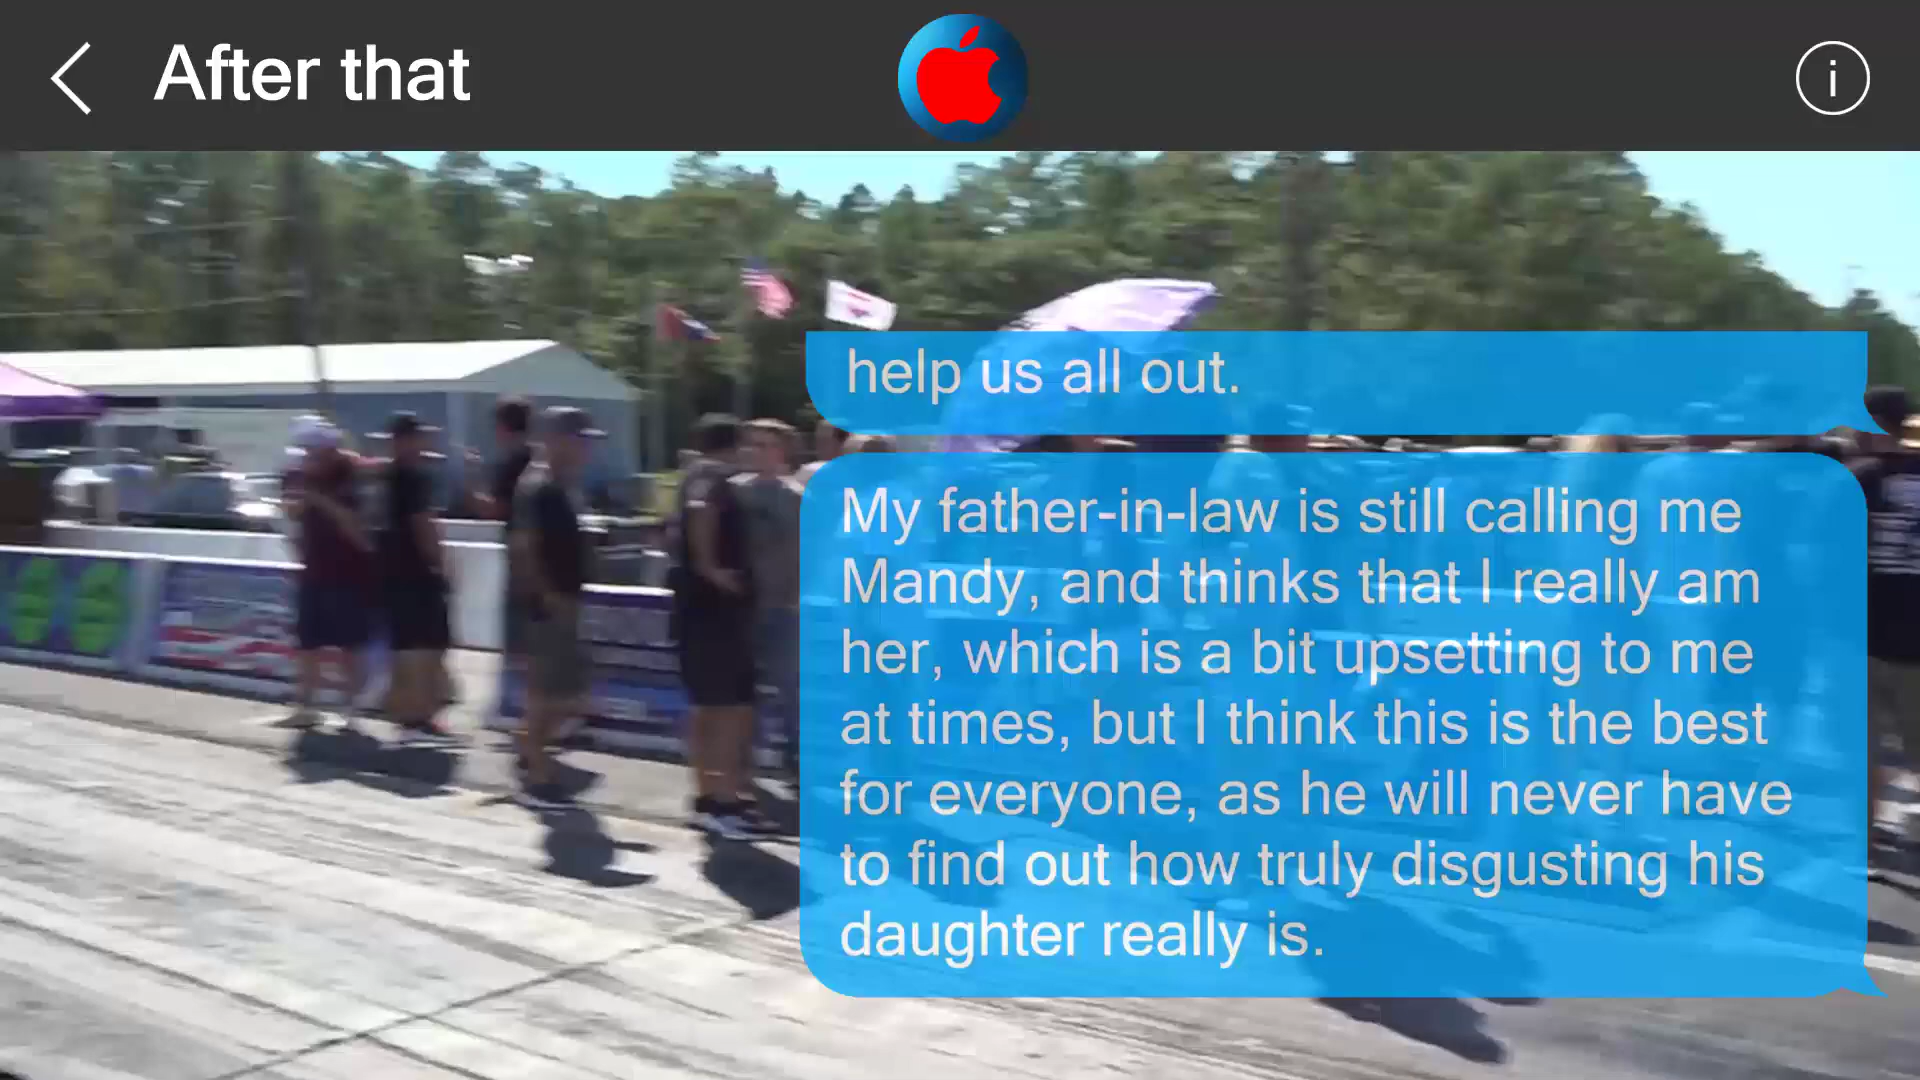 After that
help us all out.
My father-in-law is still calling me
Mandy, and thinks that I really am
her, which is a bit upsetting to me
at times, but I think this is the best
for everyone, as he will never have
to find out how truly disgusting his
daughter really is.